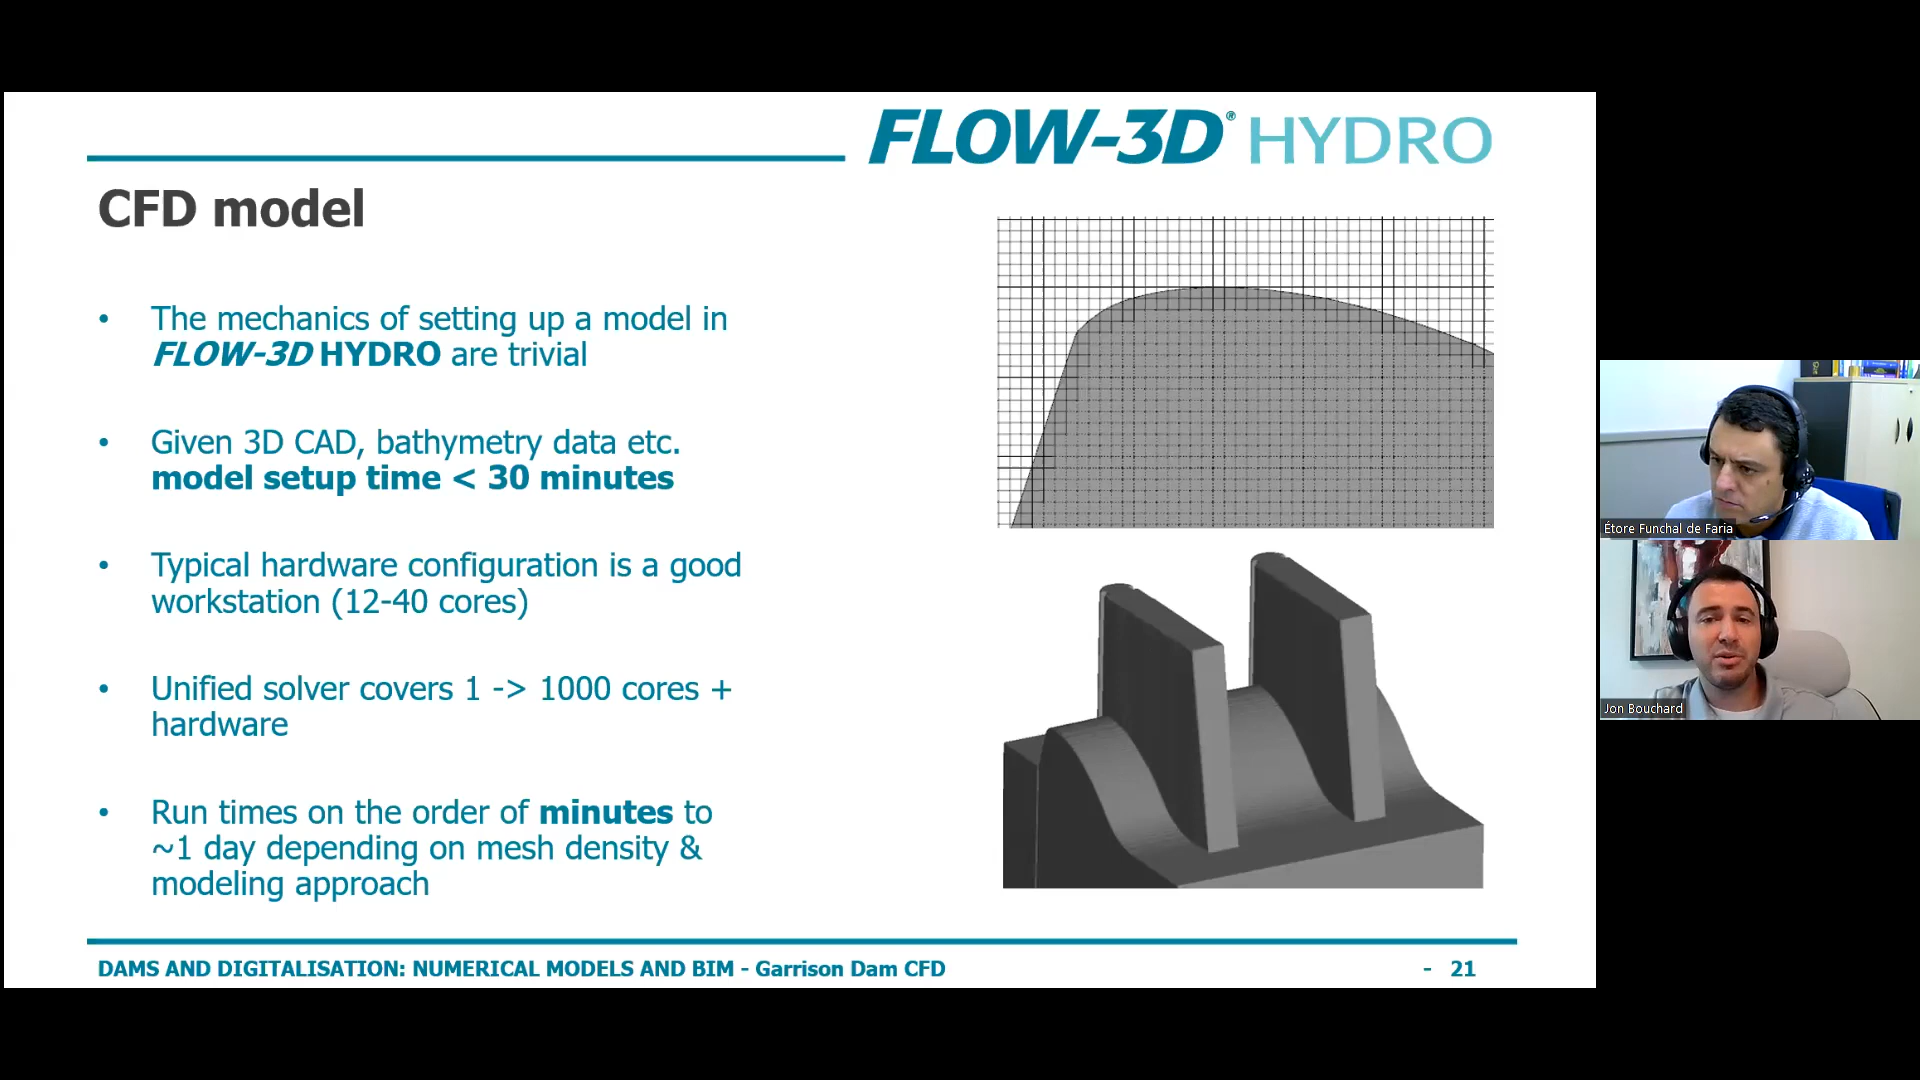 FLOW-3D® HYDRO
CFD model
• The mechanics of setting up a model in
FLOW-3D HYDRO are trivial
• Given 3D CAD, bathymetry data etc.
model setup time < 30 minutes
• Typical hardware configuration is a good
workstation (12-40 cores)
• Unified solver covers 1 -> 1000 cores +
hardware
• Run times on the order of minutes to
~1 day depending on mesh density &
modeling approach
DAMS AND DIGITALISATION: NUMERICAL MODELS AND BIM - Garrison Dam CFD
- 21
Étore Funchal de Faria
Jon Bouchard